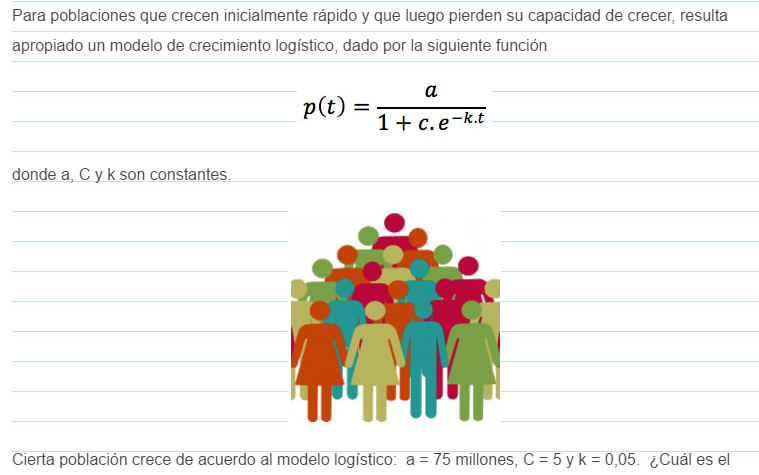 Para poblaciones que crecen inicialmente rápido y que luego pierden su capacidad de crecer, resulta
apropiado un modelo de crecimiento logístico, dado por la siguiente función
p(t) = a / (1 + c. e^{-k.t})
donde a, C y k son constantes.
Cierta población crece de acuerdo al modelo logístico:  a = 75 millones, C = 5 y k = 0,05.  ¿Cuál es el